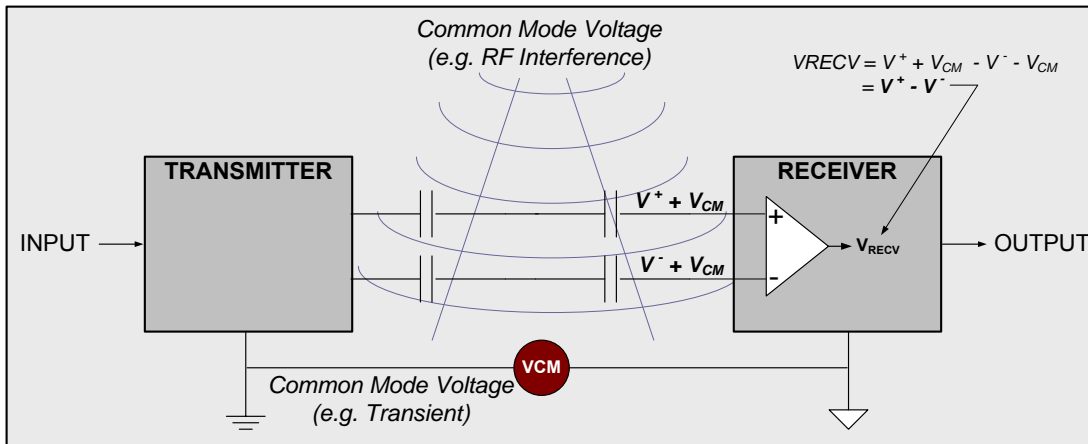 Common Mode Voltage
(e.g. RF Interference)
VRECV = V⁺ + V_CM - V⁻ - V_CM
= V⁺ - V⁻
TRANSMITTER
RECEIVER
V⁺ + V_CM
+
INPUT
V_RECV
OUTPUT
V⁻ + V_CM
-
VCM
Common Mode Voltage
(e.g. Transient)